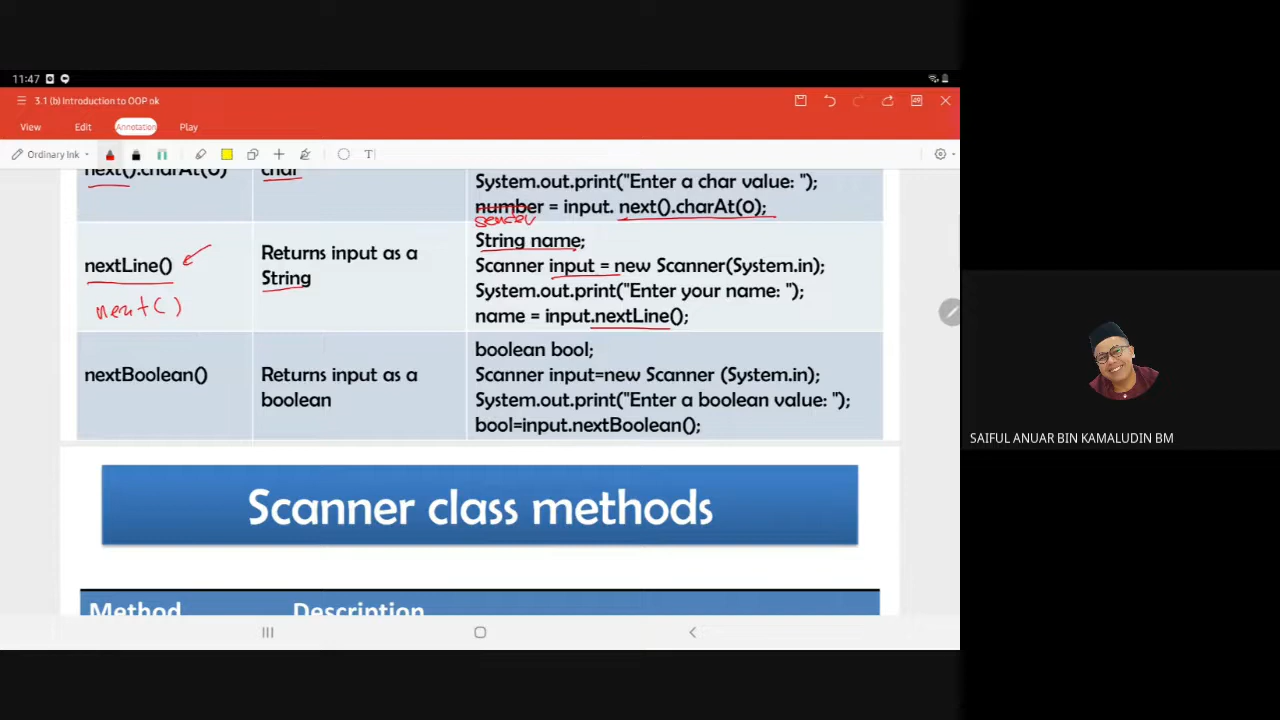 11:47
3.1 (b) Introduction to OOP ok
View Edit Annotation Play
Ordinary Ink T
next().charAt(0) char System.out.print("Enter a char value: ");
number = input. next().charAt(0);
gender
nextLine() Returns input as a String String name;
Scanner input = new Scanner(System.in);
System.out.print("Enter your name: ");
name = input.nextLine();
next()
nextBoolean() Returns input as a boolean boolean bool;
Scanner input=new Scanner (System.in);
System.out.print("Enter a boolean value: ");
bool=input.nextBoolean();
Scanner class methods
Method Description
SAIFUL ANUAR BIN KAMALUDIN BM